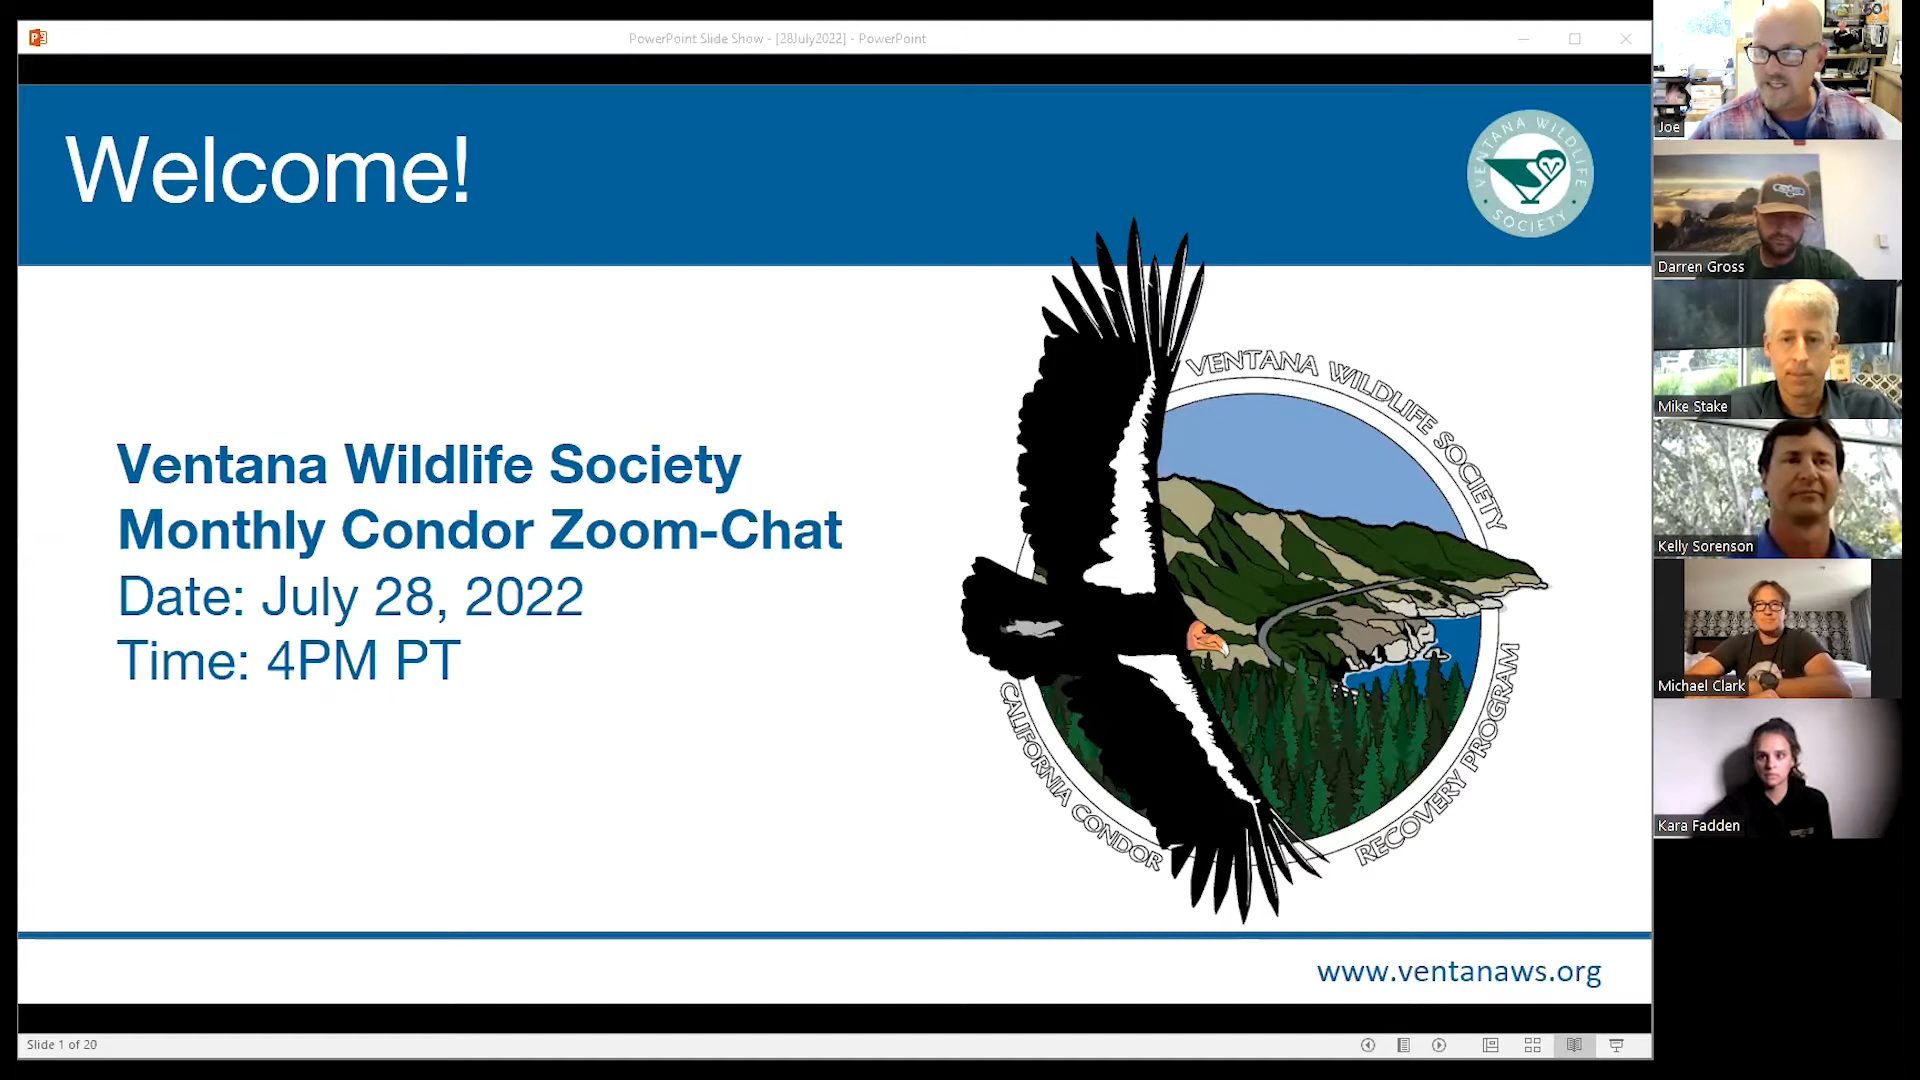 PowerPoint Slide Show - [28July2022] - PowerPoint
Welcome!
VENTANA WILDLIFE
SOCIETY
VENTANA WILDLIFE SOCIETY
Ventana Wildlife Society
Monthly Condor Zoom-Chat
Date: July 28, 2022
Time: 4PM PT
CALIFORNIA CONDOR
RECOVERY PROGRAM
www.ventanaws.org
Slide 1 of 20
Joe
Darren Gross
Mike Stake
Kelly Sorenson
Michael Clark
Kara Fadden